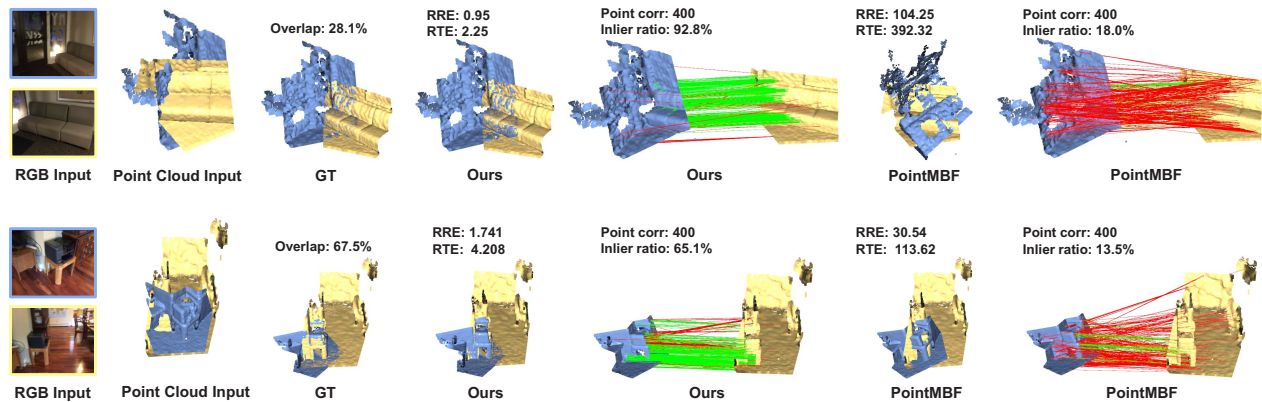 Overlap: 28.1%
RRE: 0.95
RTE: 2.25
Point corr: 400
Inlier ratio: 92.8%
RRE: 104.25
RTE: 392.32
Point corr: 400
Inlier ratio: 18.0%
RGB Input
Point Cloud Input
GT
Ours
Ours
PointMBF
PointMBF
Overlap: 67.5%
RRE: 1.741
RTE: 4.208
Point corr: 400
Inlier ratio: 65.1%
RRE: 30.54
RTE: 113.62
Point corr: 400
Inlier ratio: 13.5%
RGB Input
Point Cloud Input
GT
Ours
Ours
PointMBF
PointMBF